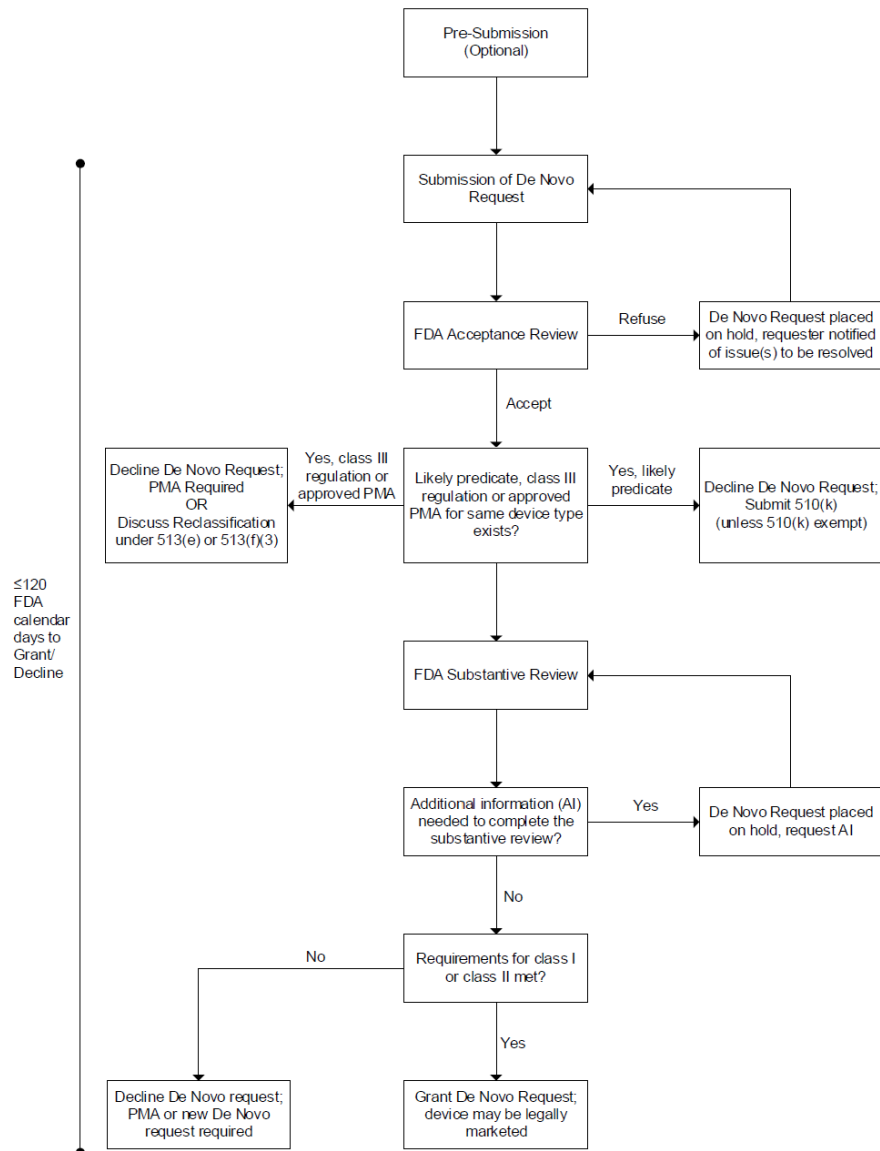 Pre-Submission
(Optional)
Submission of De Novo
Request
FDA Acceptance Review
Refuse
De Novo Request placed
on hold, requester notified
of issue(s) to be resolved
Accept
Decline De Novo Request;
PMA Required
OR
Discuss Reclassification
under 513(e) or 513(f)(3)
Yes, class III
regulation or
approved PMA
Likely predicate, class III
regulation or approved
PMA for same device type
exists?
Yes, likely
predicate
Decline De Novo Request;
Submit 510(k)
(unless 510(k) exempt)
≤120
FDA
calendar
days to
Grant/
Decline
FDA Substantive Review
Additional information (AI)
needed to complete the
substantive review?
Yes
De Novo Request placed
on hold, request AI
No
Requirements for class I
or class II met?
No
Yes
Decline De Novo request;
PMA or new De Novo
request required
Grant De Novo Request;
device may be legally
marketed